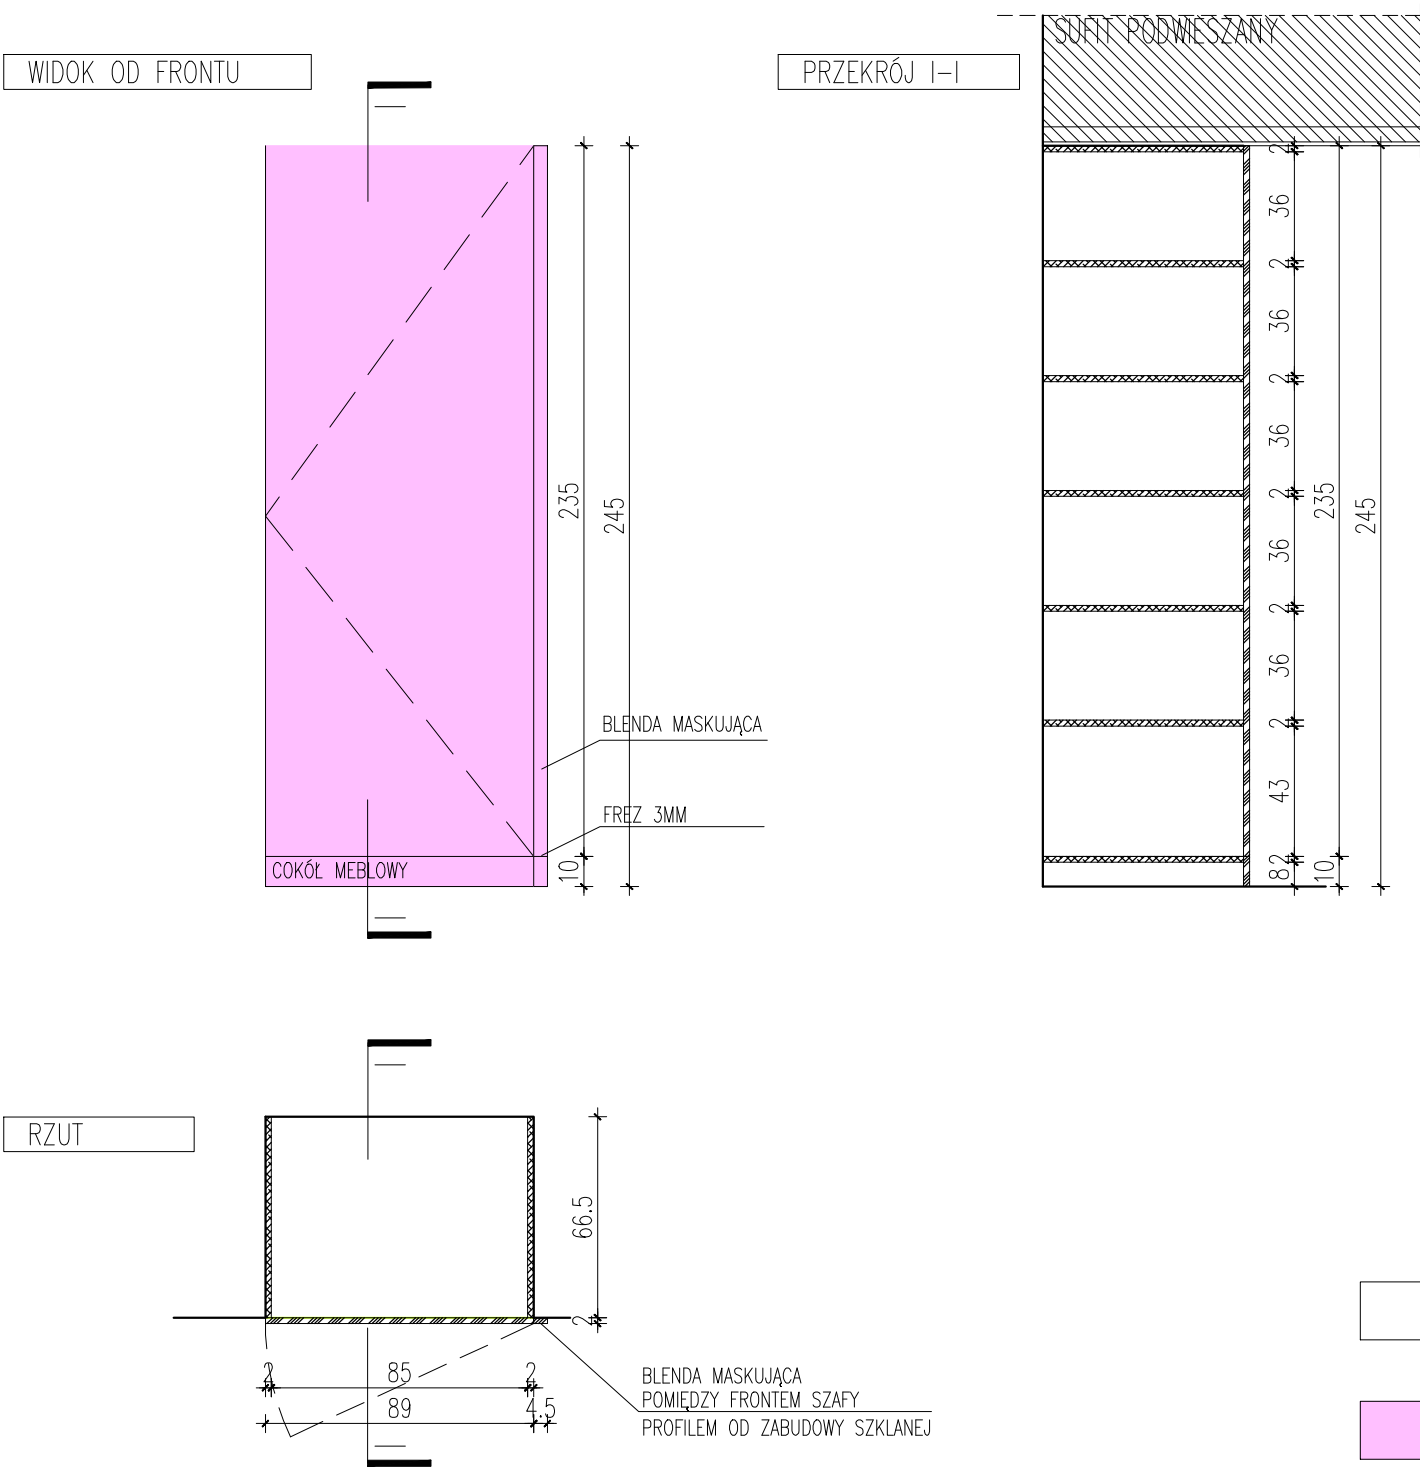 WIDOK OD FRONTU
235
245
BLENDA MASKUJĄCA
FREZ 3MM
COKÓŁ MEBLOWY
10
PRZEKRÓJ I-I
SUFIT PODWIESZANY
2
36
2
36
2
36
2
36
2
36
2
43
2
8
235
10
245
RZUT
66.5
2
2
85
2
89
4.5
BLENDA MASKUJĄCA
POMIĘDZY FRONTEM SZAFY
PROFILEM OD ZABUDOWY SZKLANEJ